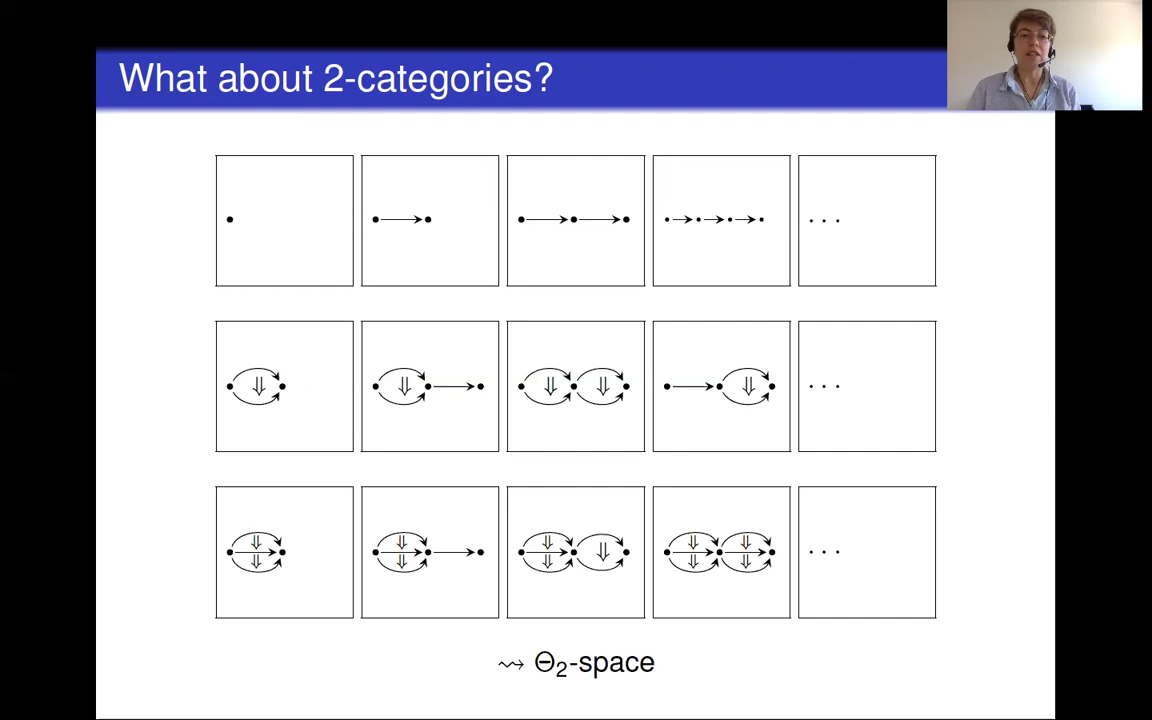 What about 2-categories?
· · ·
· · ·
· · ·
⇝ Θ₂-space